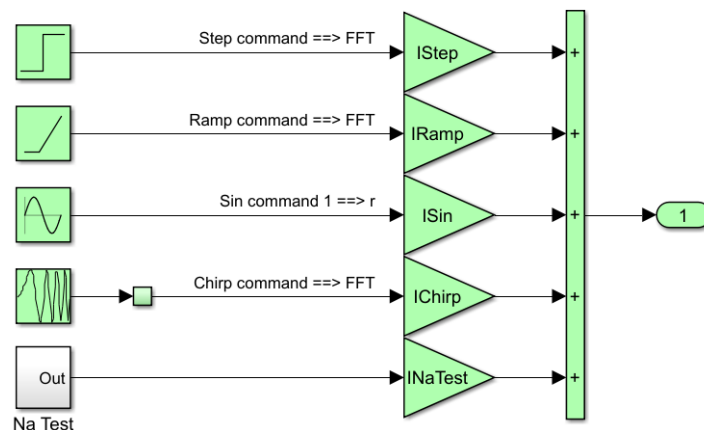 Step command ==> FFT
IStep
+
Ramp command ==> FFT
IRamp
+
Sin command 1 ==> r
ISin
+
1
Chirp command ==> FFT
IChirp
+
Out
INaTest
+
Na Test